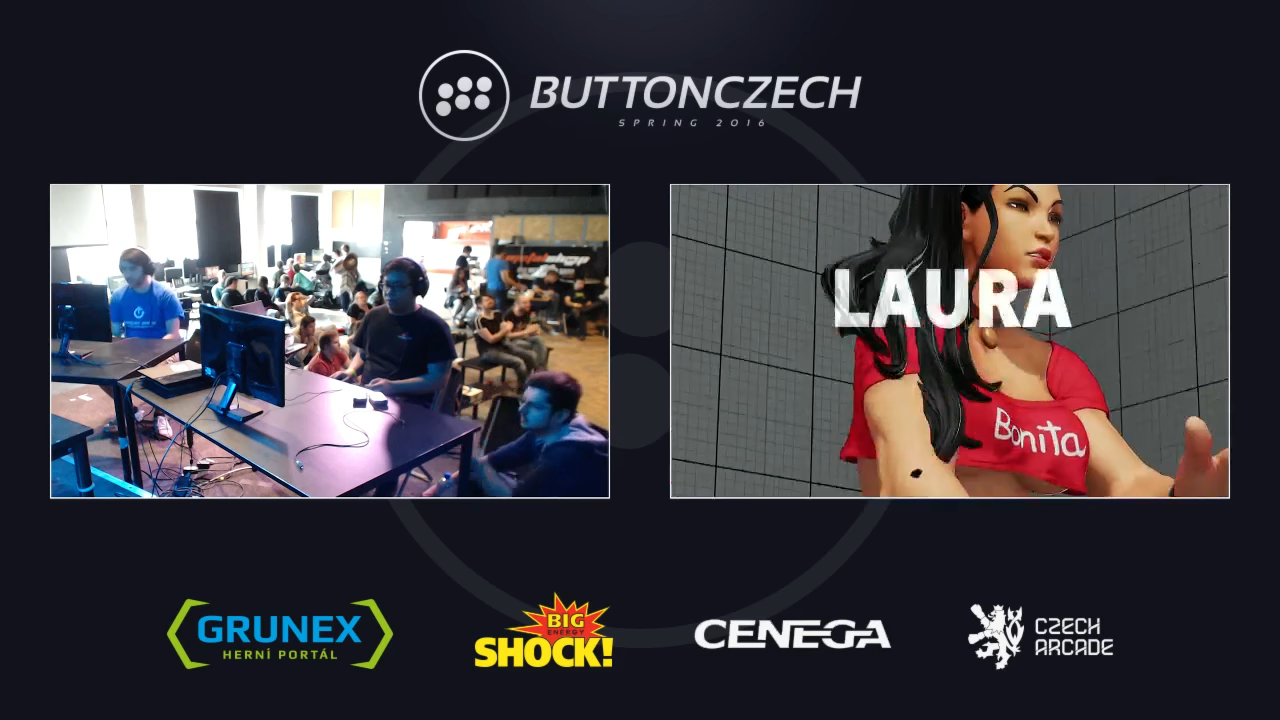 BUTTONCZECH
SPRING 2016
LAURA
Bonita
GRUNEX
HERNÍ PORTÁL
BIG
ENERGY
SHOCK!
CENEGA
CZECH
ARCADE